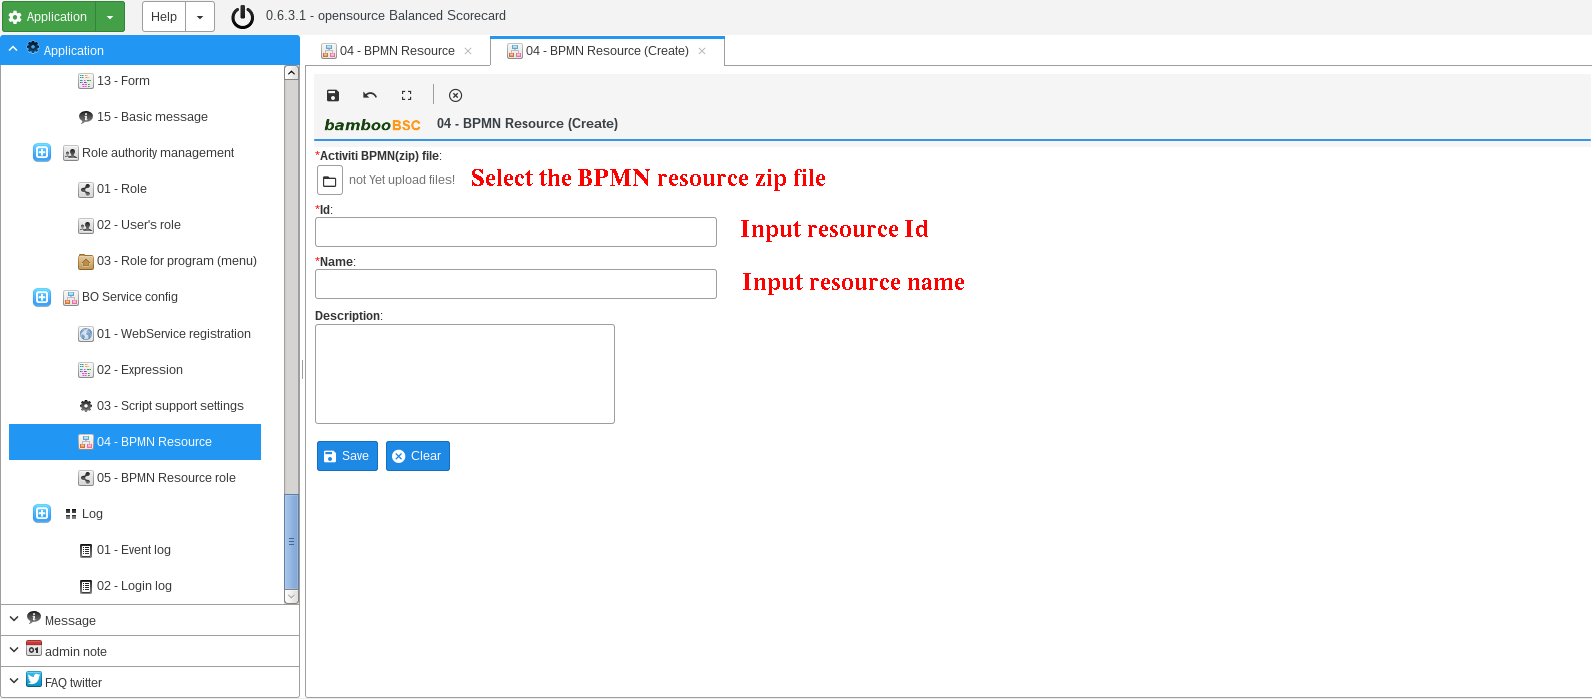 Application
Help
0.6.3.1 - opensource Balanced Scorecard
Application
13 - Form
15 - Basic message
Role authority management
01 - Role
02 - User's role
03 - Role for program (menu)
BO Service config
01 - WebService registration
02 - Expression
03 - Script support settings
04 - BPMN Resource
05 - BPMN Resource role
Log
01 - Event log
02 - Login log
Message
admin note
FAQ twitter
04 - BPMN Resource
04 - BPMN Resource (Create)
bambooBSC 04 - BPMN Resource (Create)
*Activiti BPMN(zip) file:
not Yet upload files! Select the BPMN resource zip file
*Id:
Input resource Id
*Name:
Input resource name
Description:
Save Clear